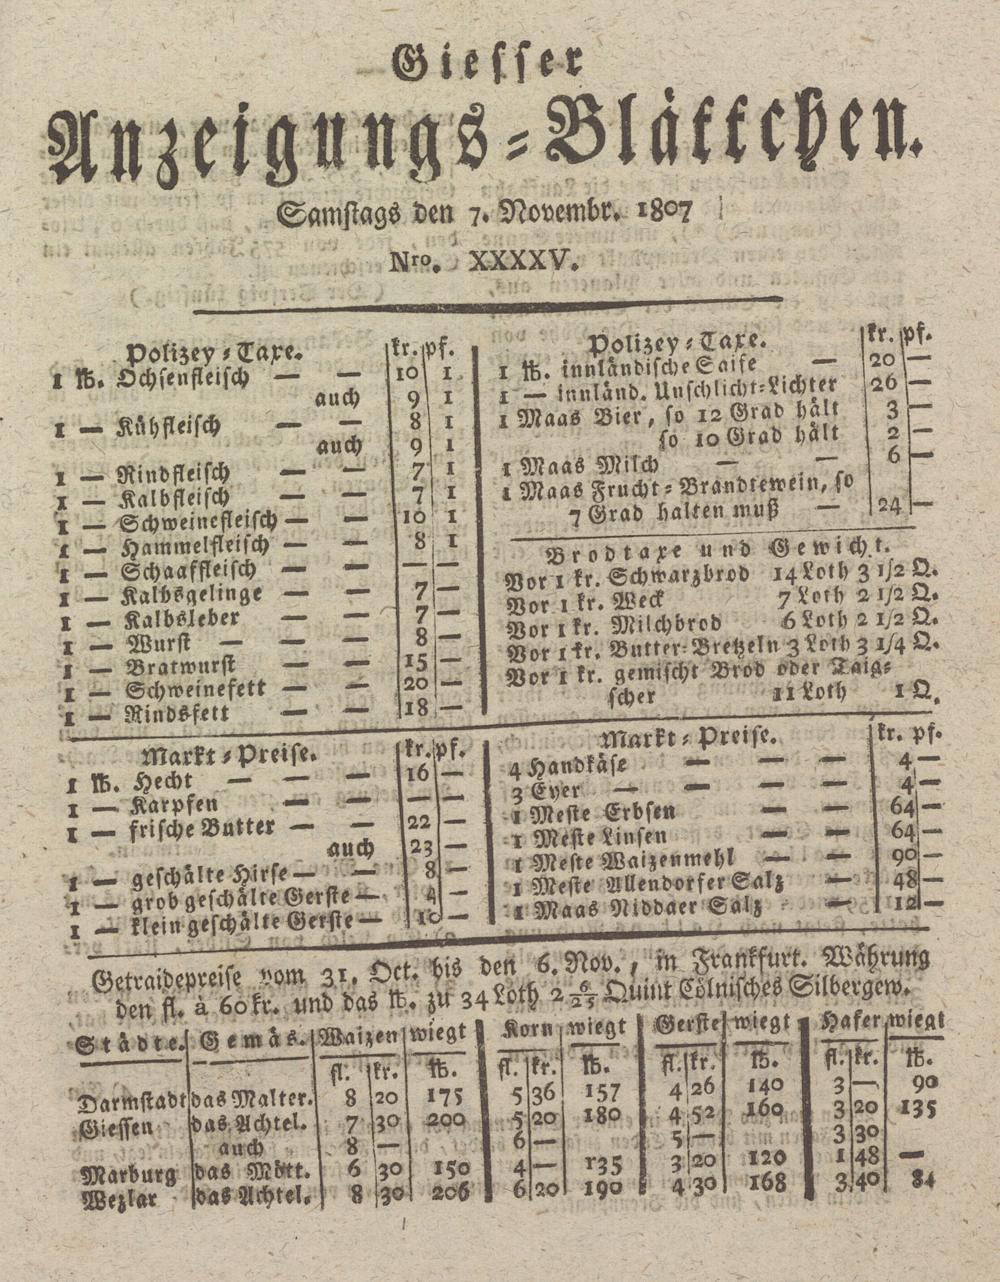 Giesser
Anzeigungs-Blättchen.
Samstags den 7. Novembr. 1807
Nro. XXXXV.
Polizey-Taxe. kr. pf.
1 ℔. Ochsenfleisch — — 10 1
auch 9 1
1 — Kühfleisch — — 8 1
auch 9 1
1 — Rindfleisch — — 7 1
1 — Kalbfleisch — — 7 1
1 — Schweinefleisch — — 10 1
1 — Hammelfleisch — — 8 1
1 — Schaaffleisch — — — —
1 — Kalbsgelinge — — 7 —
1 — Kalbsleber — — 7 —
1 — Wurst — — — 8 —
1 — Bratwurst — — 15 —
1 — Schweinefett — — 20 —
1 — Rindsfett — — 18 —
Polizey-Taxe. kr. pf.
1 ℔. innländische Saife — 20 —
1 — innländ. Unschlicht-Lichter 26 —
1 Maas Bier, so 12 Grad hält 3 —
so 10 Grad hält 2 —
1 Maas Milch — — 6 —
1 Maas Frucht-Brandtewein, so
7 Grad halten muß — 24 —
Brodtaxe und Gewicht.
Vor 1 kr. Schwarzbrod 14 Loth 3 1/2 Q.
Vor 1 kr. Weck 7 Loth 2 1/2 Q.
Vor 1 kr. Milchbrod 6 Loth 2 1/2 Q.
Vor 1 kr. Butter-Bretzeln 3 Loth 3 1/4 Q.
Vor 1 kr. gemischt Brod oder Taig-
scher 11 Loth 1 Q.
Markt-Preise. kr. pf.
1 ℔. Hecht — — — 16 —
1 — Karpfen — — — — —
1 — frische Butter — — 22 —
auch 23 —
1 — geschälte Hirse — — 8 —
1 — grob geschälte Gerste — 4 —
1 — klein geschälte Gerste — 10 —
Markt-Preise. kr. pf.
4 Handkäse — — — 4 —
3 Eyer — — — 4 —
1 Meste Erbsen — — 64 —
1 Meste Linsen — — 64 —
1 Meste Waizenmehl — — 90 —
1 Meste Allendorfer Salz — 48 —
1 Maas Niddaer Salz — 12 —
Getraidepreise vom 31. Oct. bis den 6. Nov., in Frankfurt. Währung
den fl. à 60 kr. und das ℔. zu 34 Loth 2 6/25 Quint Cölnisches Silbergew.
Städte. Gemäs. Waizen wiegt Korn wiegt Gerste wiegt Hafer wiegt
fl. kr. ℔. fl. kr. ℔. fl. kr. ℔. fl. kr. ℔.
Darmstadt das Malter. 8 20 175 5 36 157 4 26 140 3 — 90
Giessen das Achtel. 7 30 200 5 20 180 4 52 160 3 20 135
auch 8 — 6 — 5 — 3 30
Marburg das Mött. 6 30 150 4 — 135 3 20 120 1 48 —
Wezlar das Achtel. 8 30 206 6 20 190 4 30 168 3 40 84